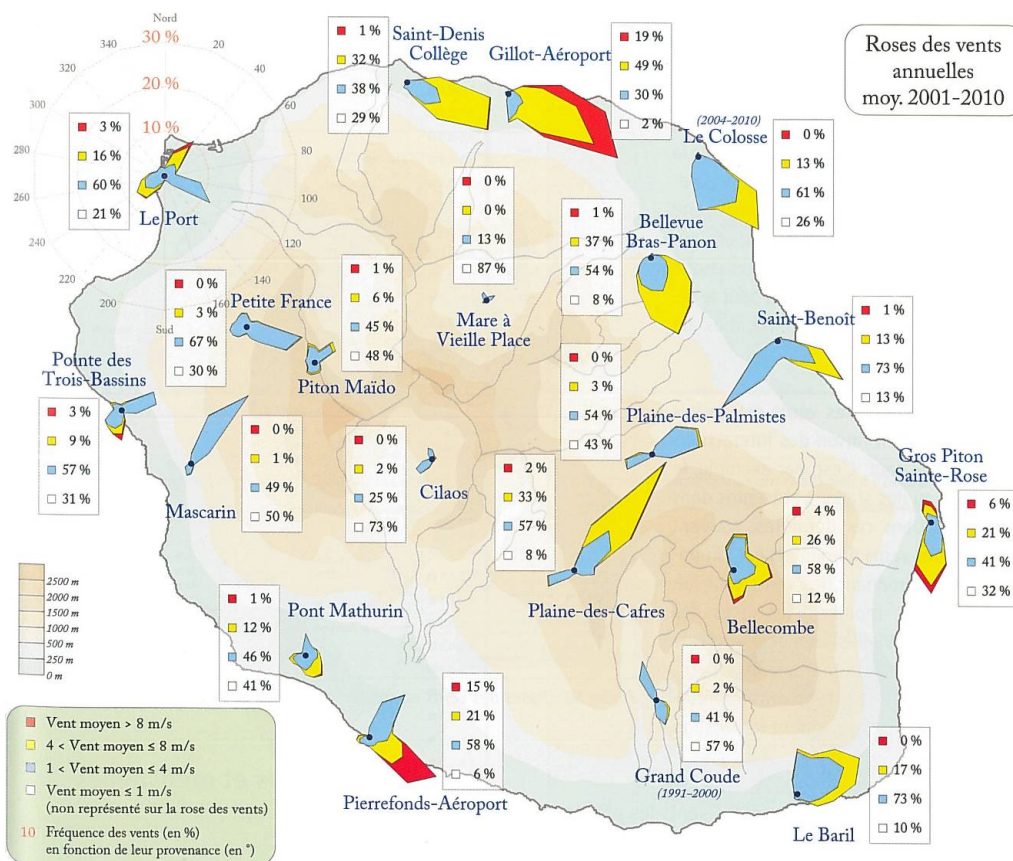 Roses des vents
annuelles
moy. 2001-2010
Nord
30 %
20 %
10 %
20
40
60
80
100
120
140
160
Sud
200
220
240
260
280
300
320
340
Saint-Denis
Collège
1 %
32 %
38 %
29 %
Gillot-Aéroport
19 %
49 %
30 %
2 %
(2004-2010)
Le Colosse
0 %
13 %
61 %
26 %
Le Port
3 %
16 %
60 %
21 %
Mare à
Vieille Place
0 %
0 %
13 %
87 %
Bellevue
Bras-Panon
1 %
37 %
54 %
8 %
Petite France
0 %
3 %
67 %
30 %
Piton Maïdo
1 %
6 %
45 %
48 %
Saint-Benoît
1 %
13 %
73 %
13 %
Pointe des
Trois-Bassins
3 %
9 %
57 %
31 %
Plaine-des-Palmistes
0 %
3 %
54 %
43 %
Mascarin
0 %
1 %
49 %
50 %
Cilaos
0 %
2 %
25 %
73 %
Plaine-des-Cafres
2 %
33 %
57 %
8 %
Bellecombe
4 %
26 %
58 %
12 %
Gros Piton
Sainte-Rose
6 %
21 %
41 %
32 %
Pont Mathurin
1 %
12 %
46 %
41 %
Pierrefonds-Aéroport
15 %
21 %
58 %
6 %
Grand Coude
(1991-2000)
0 %
2 %
41 %
57 %
Le Baril
0 %
17 %
73 %
10 %
2500 m
2000 m
1500 m
1000 m
500 m
250 m
0 m
Vent moyen > 8 m/s
4 < Vent moyen ≤ 8 m/s
1 < Vent moyen ≤ 4 m/s
Vent moyen ≤ 1 m/s
(non représenté sur la rose des vents)
10 Fréquence des vents (en %)
en fonction de leur provenance (en °)